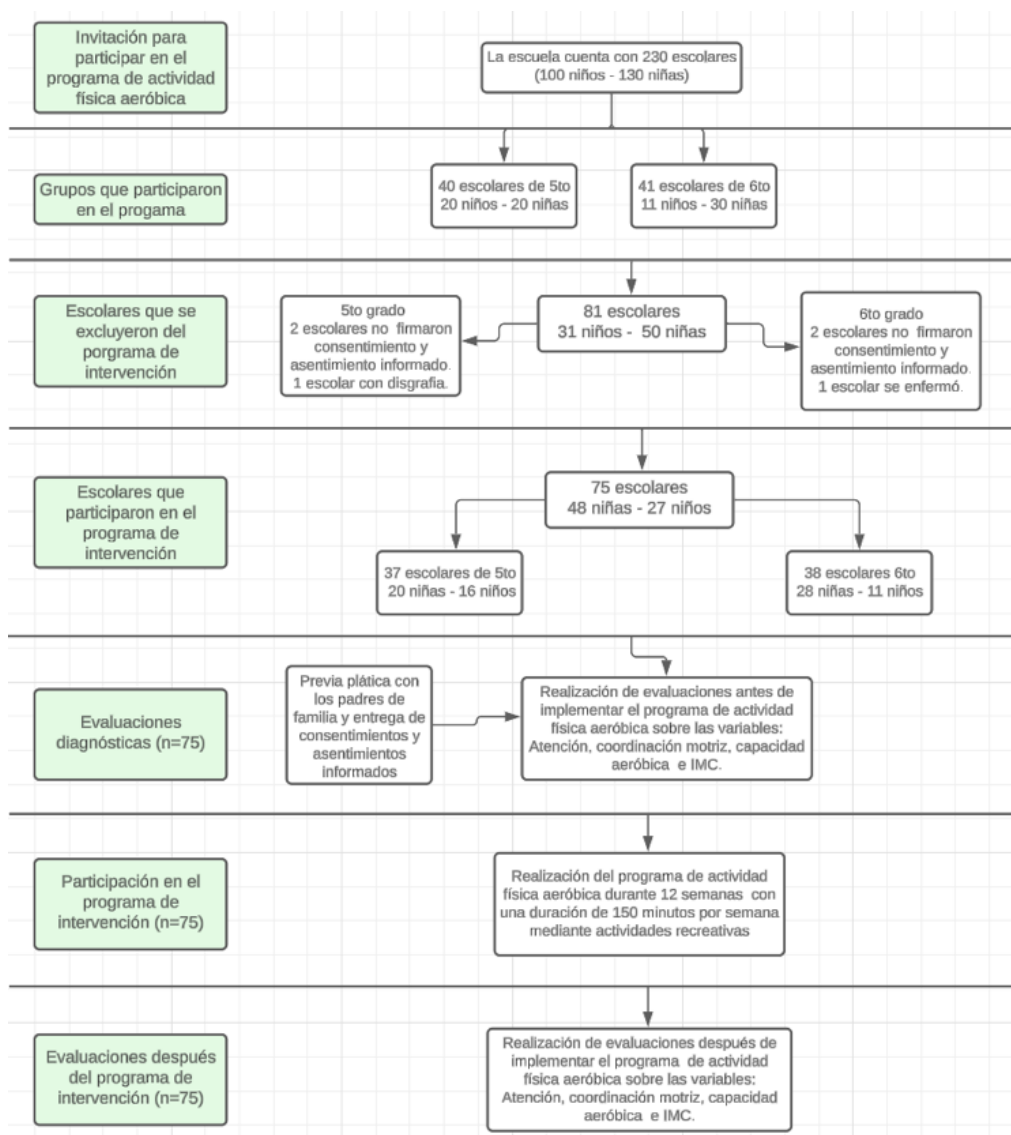 Invitación para
participar en el
programa de actividad
física aeróbica
La escuela cuenta con 230 escolares
(100 niños - 130 niñas)
Grupos que participaron
en el progama
40 escolares de 5to
20 niños - 20 niñas
41 escolares de 6to
11 niños - 30 niñas
Escolares que se
excluyeron del
porgrama de
intervención
5to grado
2 escolares no firmaron
consentimiento y
asentimiento informado.
1 escolar con disgrafia.
81 escolares
31 niños - 50 niñas
6to grado
2 escolares no firmaron
consentimiento y
asentimiento informado.
1 escolar se enfermó.
Escolares que
participaron en el
programa de
intervención
75 escolares
48 niñas - 27 niños
37 escolares de 5to
20 niñas - 16 niños
38 escolares 6to
28 niñas - 11 niños
Evaluaciones
diagnósticas (n=75)
Previa plática con
los padres de
familia y entrega de
consentimientos y
asentimientos
informados
Realización de evaluaciones antes de
implementar el programa de actividad
física aeróbica sobre las variables:
Atención, coordinación motriz, capacidad
aeróbica e IMC.
Participación en el
programa de
intervención (n=75)
Realización del programa de actividad
física aeróbica durante 12 semanas con
una duración de 150 minutos por semana
mediante actividades recreativas
Evaluaciones después
del programa de
intervención (n=75)
Realización de evaluaciones después de
implementar el programa de actividad
física aeróbica sobre las variables:
Atención, coordinación motriz, capacidad
aeróbica e IMC.